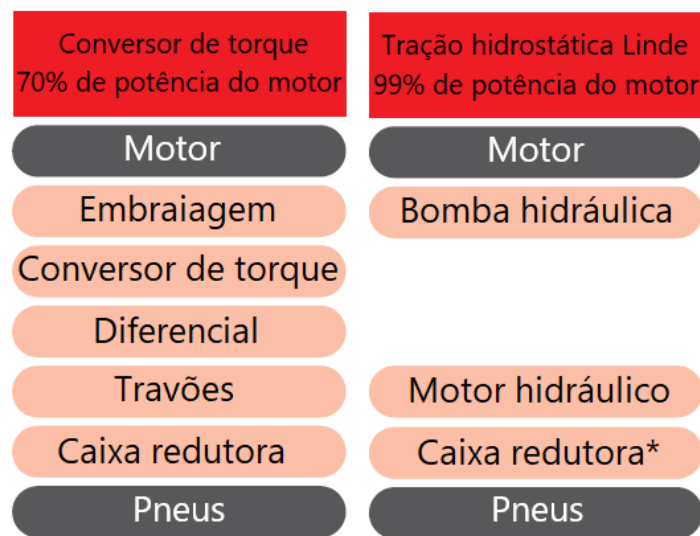 Conversor de torque
70% de potência do motor
Motor
Embraiagem
Conversor de torque
Diferencial
Travões
Caixa redutora
Pneus
Tração hidrostática Linde
99% de potência do motor
Motor
Bomba hidráulica
Motor hidráulico
Caixa redutora*
Pneus